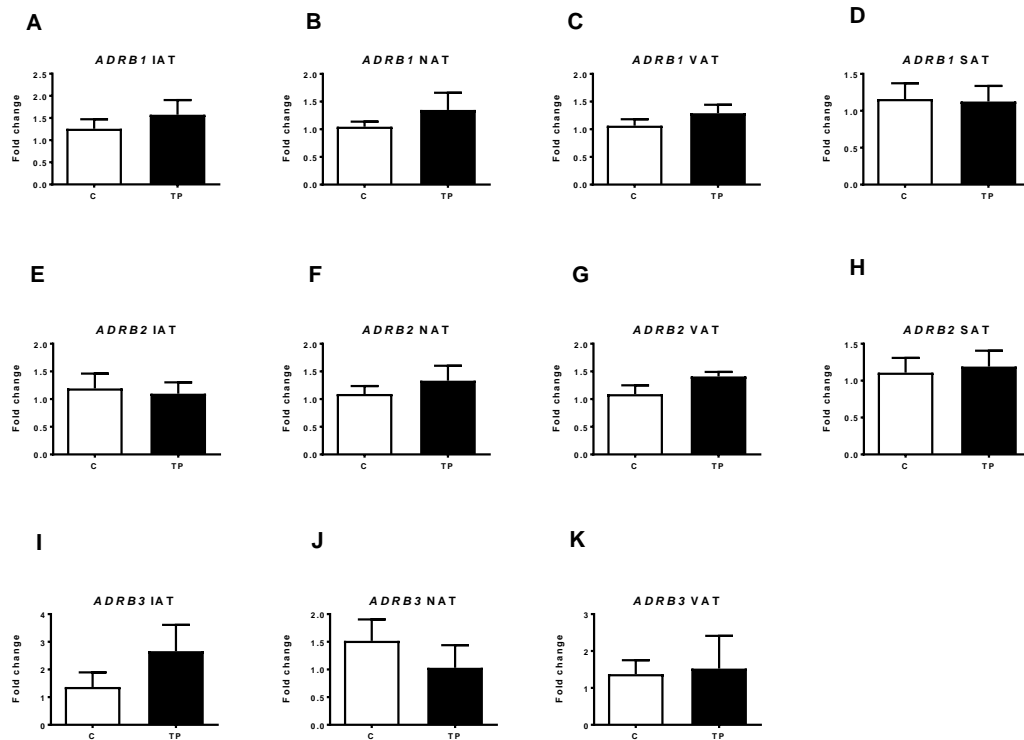 A
B
C
D
ADRB1 IAT
ADRB1 NAT
ADRB1 VAT
ADRB1 SAT
Fold change
2.5
2.0
1.5
1.0
0.5
0.0
C
TP
Fold change
2.0
1.5
1.0
0.5
0.0
C
TP
Fold change
2.0
1.5
1.0
0.5
0.0
C
TP
Fold change
1.5
1.0
0.5
0.0
C
TP
E
F
G
H
ADRB2 IAT
ADRB2 NAT
ADRB2 VAT
ADRB2 SAT
Fold change
2.0
1.5
1.0
0.5
0.0
C
TP
Fold change
2.0
1.5
1.0
0.5
0.0
C
TP
Fold change
2.0
1.5
1.0
0.5
0.0
C
TP
Fold change
1.5
1.0
0.5
0.0
C
TP
I
J
K
ADRB3 IAT
ADRB3 NAT
ADRB3 VAT
Fold change
4
3
2
1
0
C
TP
Fold change
2.0
1.5
1.0
0.5
0.0
C
TP
Fold change
3
2
1
0
C
TP